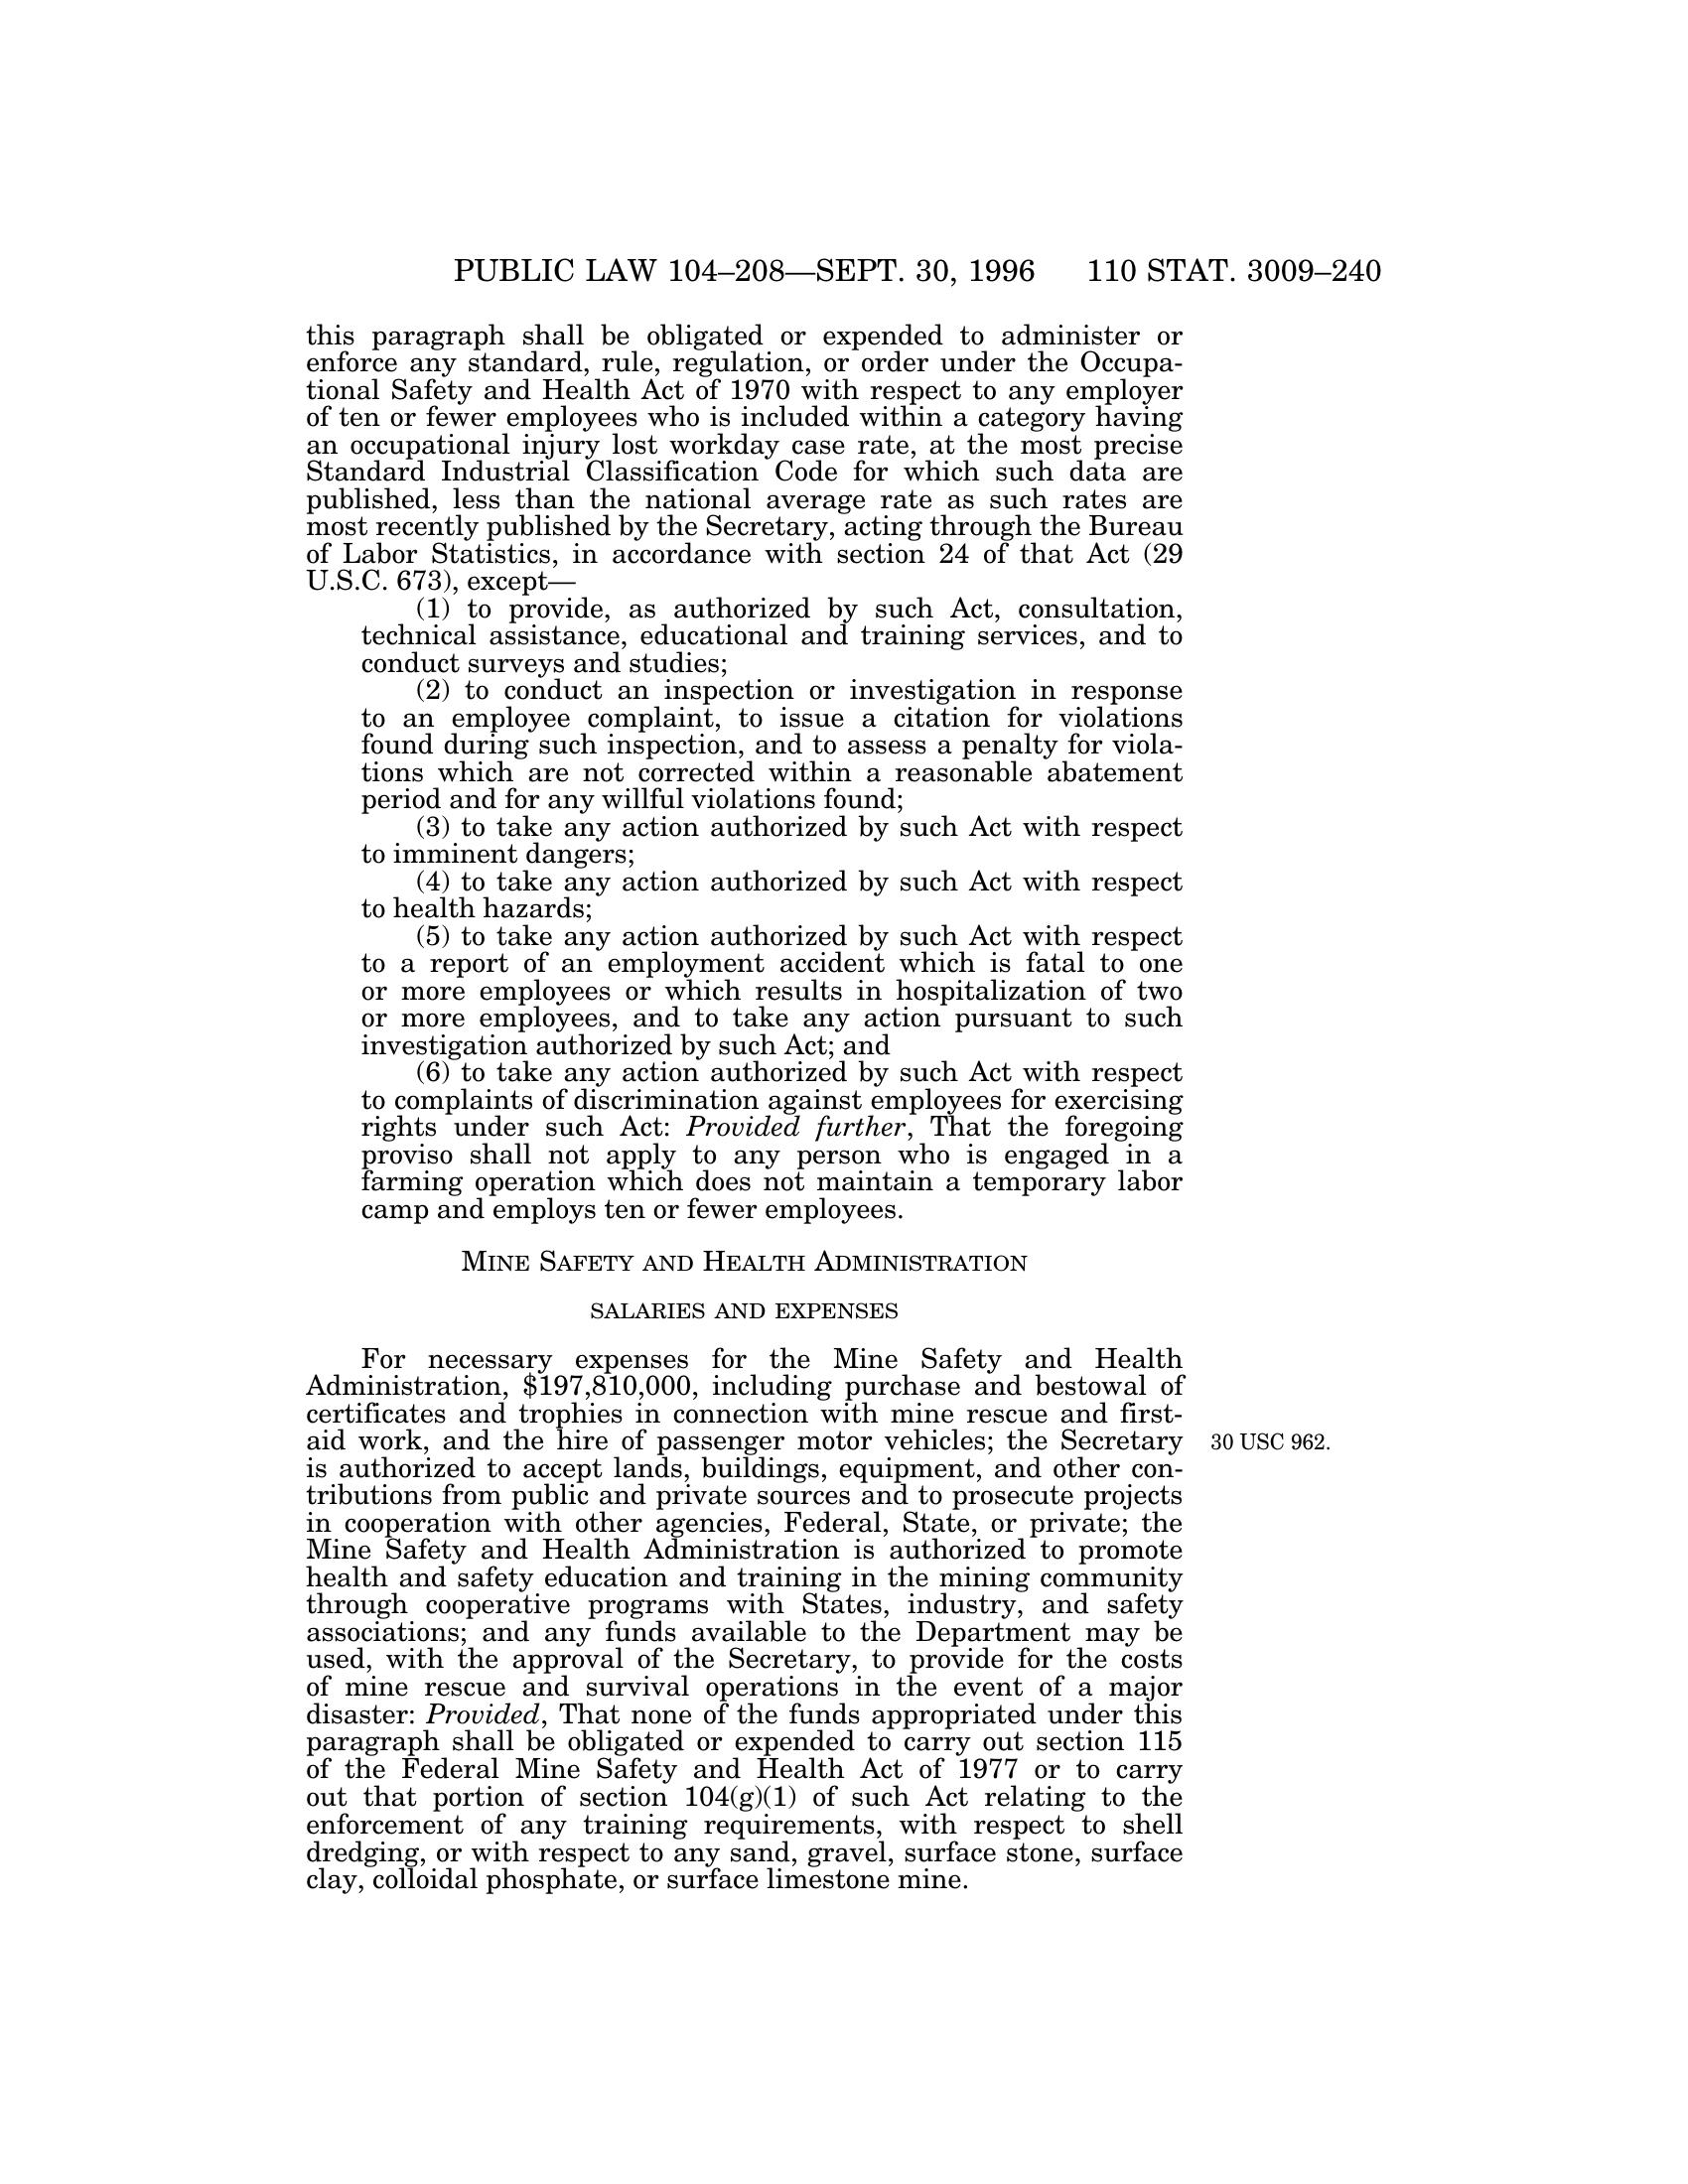 PUBLIC LAW 104–208—SEPT. 30, 1996 110 STAT. 3009–240
this paragraph shall be obligated or expended to administer or
enforce any standard, rule, regulation, or order under the Occupa-
tional Safety and Health Act of 1970 with respect to any employer
of ten or fewer employees who is included within a category having
an occupational injury lost workday case rate, at the most precise
Standard Industrial Classification Code for which such data are
published, less than the national average rate as such rates are
most recently published by the Secretary, acting through the Bureau
of Labor Statistics, in accordance with section 24 of that Act (29
U.S.C. 673), except—
(1) to provide, as authorized by such Act, consultation,
technical assistance, educational and training services, and to
conduct surveys and studies;
(2) to conduct an inspection or investigation in response
to an employee complaint, to issue a citation for violations
found during such inspection, and to assess a penalty for viola-
tions which are not corrected within a reasonable abatement
period and for any willful violations found;
(3) to take any action authorized by such Act with respect
to imminent dangers;
(4) to take any action authorized by such Act with respect
to health hazards;
(5) to take any action authorized by such Act with respect
to a report of an employment accident which is fatal to one
or more employees or which results in hospitalization of two
or more employees, and to take any action pursuant to such
investigation authorized by such Act; and
(6) to take any action authorized by such Act with respect
to complaints of discrimination against employees for exercising
rights under such Act: Provided further, That the foregoing
proviso shall not apply to any person who is engaged in a
farming operation which does not maintain a temporary labor
camp and employs ten or fewer employees.
MINE SAFETY AND HEALTH ADMINISTRATION
SALARIES AND EXPENSES
For necessary expenses for the Mine Safety and Health
Administration, $197,810,000, including purchase and bestowal of
certificates and trophies in connection with mine rescue and first-
aid work, and the hire of passenger motor vehicles; the Secretary
30 USC 962.
is authorized to accept lands, buildings, equipment, and other con-
tributions from public and private sources and to prosecute projects
in cooperation with other agencies, Federal, State, or private; the
Mine Safety and Health Administration is authorized to promote
health and safety education and training in the mining community
through cooperative programs with States, industry, and safety
associations; and any funds available to the Department may be
used, with the approval of the Secretary, to provide for the costs
of mine rescue and survival operations in the event of a major
disaster: Provided, That none of the funds appropriated under this
paragraph shall be obligated or expended to carry out section 115
of the Federal Mine Safety and Health Act of 1977 or to carry
out that portion of section 104(g)(1) of such Act relating to the
enforcement of any training requirements, with respect to shell
dredging, or with respect to any sand, gravel, surface stone, surface
clay, colloidal phosphate, or surface limestone mine.